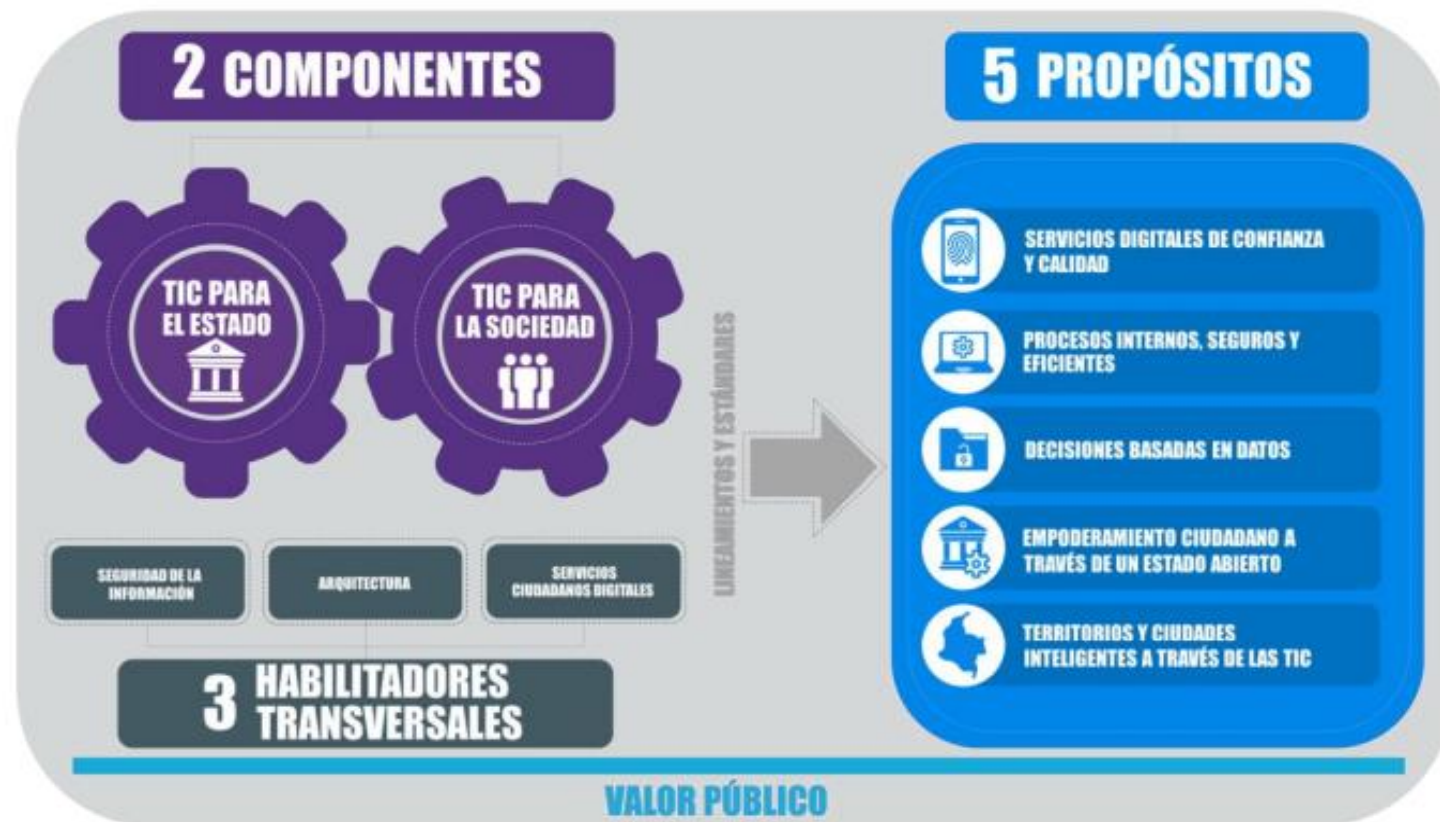 2 COMPONENTES
TIC PARA
EL ESTADO
TIC PARA
LA SOCIEDAD
SEGURIDAD DE LA
INFORMACIÓN
ARQUITECTURA
SERVICIOS
CIUDADANOS DIGITALES
3 HABILITADORES
TRANSVERSALES
LINEAMIENTOS Y ESTÁNDARES
5 PROPÓSITOS
SERVICIOS DIGITALES DE CONFIANZA
Y CALIDAD
PROCESOS INTERNOS, SEGUROS Y
EFICIENTES
DECISIONES BASADAS EN DATOS
EMPODERAMIENTO CIUDADANO A
TRAVÉS DE UN ESTADO ABIERTO
TERRITORIOS Y CIUDADES
INTELIGENTES A TRAVÉS DE LAS TIC
VALOR PÚBLICO